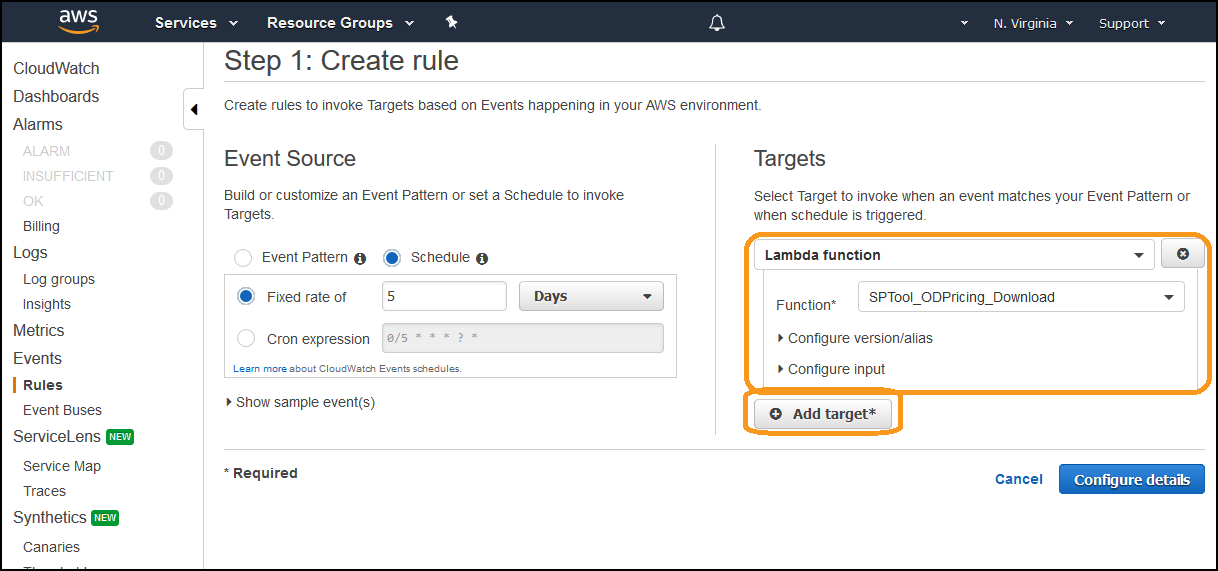 aws
Services
Resource Groups
N. Virginia
Support
CloudWatch
Dashboards
Alarms
ALARM 0
INSUFFICIENT 0
OK 0
Billing
Logs
Log groups
Insights
Metrics
Events
Rules
Event Buses
ServiceLens NEW
Service Map
Traces
Synthetics NEW
Canaries
Step 1: Create rule
Create rules to invoke Targets based on Events happening in your AWS environment.
Event Source
Build or customize an Event Pattern or set a Schedule to invoke
Targets.
Event Pattern
Schedule
Fixed rate of 5 Days
Cron expression 0/5 * * * ? *
Learn more about CloudWatch Events schedules.
Show sample event(s)
Targets
Select Target to invoke when an event matches your Event Pattern or
when schedule is triggered.
Lambda function
Function* SPTool_ODPricing_Download
Configure version/alias
Configure input
Add target*
* Required
Cancel
Configure details